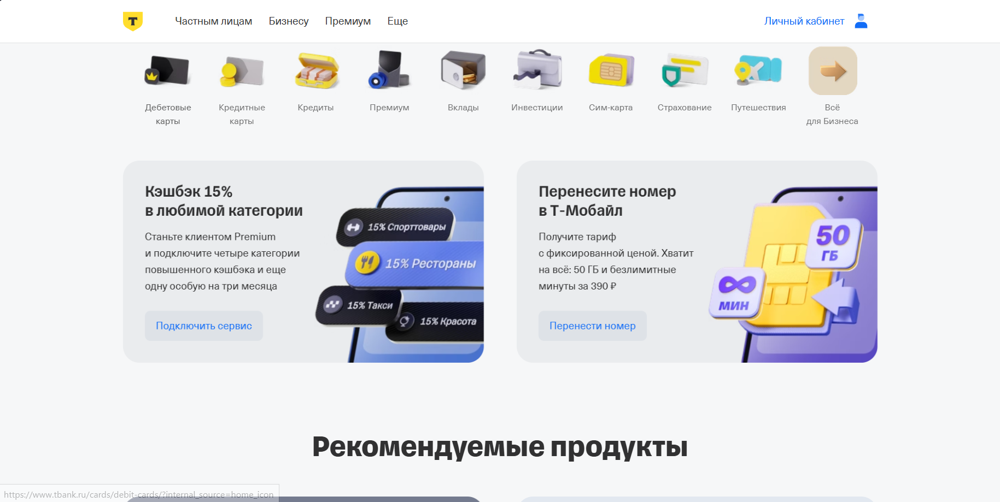 Т
Частным лицам
Бизнесу
Премиум
Еще
Личный кабинет
Дебетовые
карты
Кредитные
карты
Кредиты
Премиум
Вклады
Инвестиции
Сим-карта
Страхование
Путешествия
Всё
для Бизнеса
Кэшбэк 15%
в любимой категории
Станьте клиентом Premium
и подключите четыре категории
повышенного кэшбэка и еще
одну особую на три месяца
Подключить сервис
15% Спорттовары
15% Рестораны
15% Такси
15% Красота
Перенесите номер
в Т-Мобайл
Получите тариф
с фиксированной ценой. Хватит
на всё: 50 ГБ и безлимитные
минуты за 390 ₽
Перенести номер
50
ГБ
∞
МИН
Рекомендуемые продукты
https://www.tbank.ru/cards/debit-cards/?internal_source=home_icon